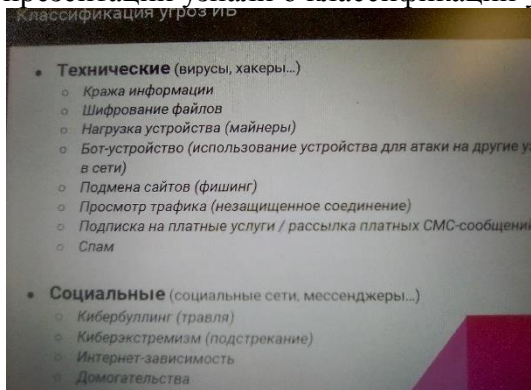 Классификация угроз ИБ
• Технические (вирусы, хакеры...)
○ Кража информации
○ Шифрование файлов
○ Нагрузка устройства (майнеры)
○ Бот-устройство (использование устройства для атаки на другие
в сети)
○ Подмена сайтов (фишинг)
○ Просмотр трафика (незащищенное соединение)
○ Подписка на платные услуги / рассылка платных СМС-сообщений
○ Спам
• Социальные (социальные сети, мессенджеры...)
○ Кибербуллинг (травля)
○ Киберэкстремизм (подстрекание)
○ Интернет-зависимость
○ Домогательства